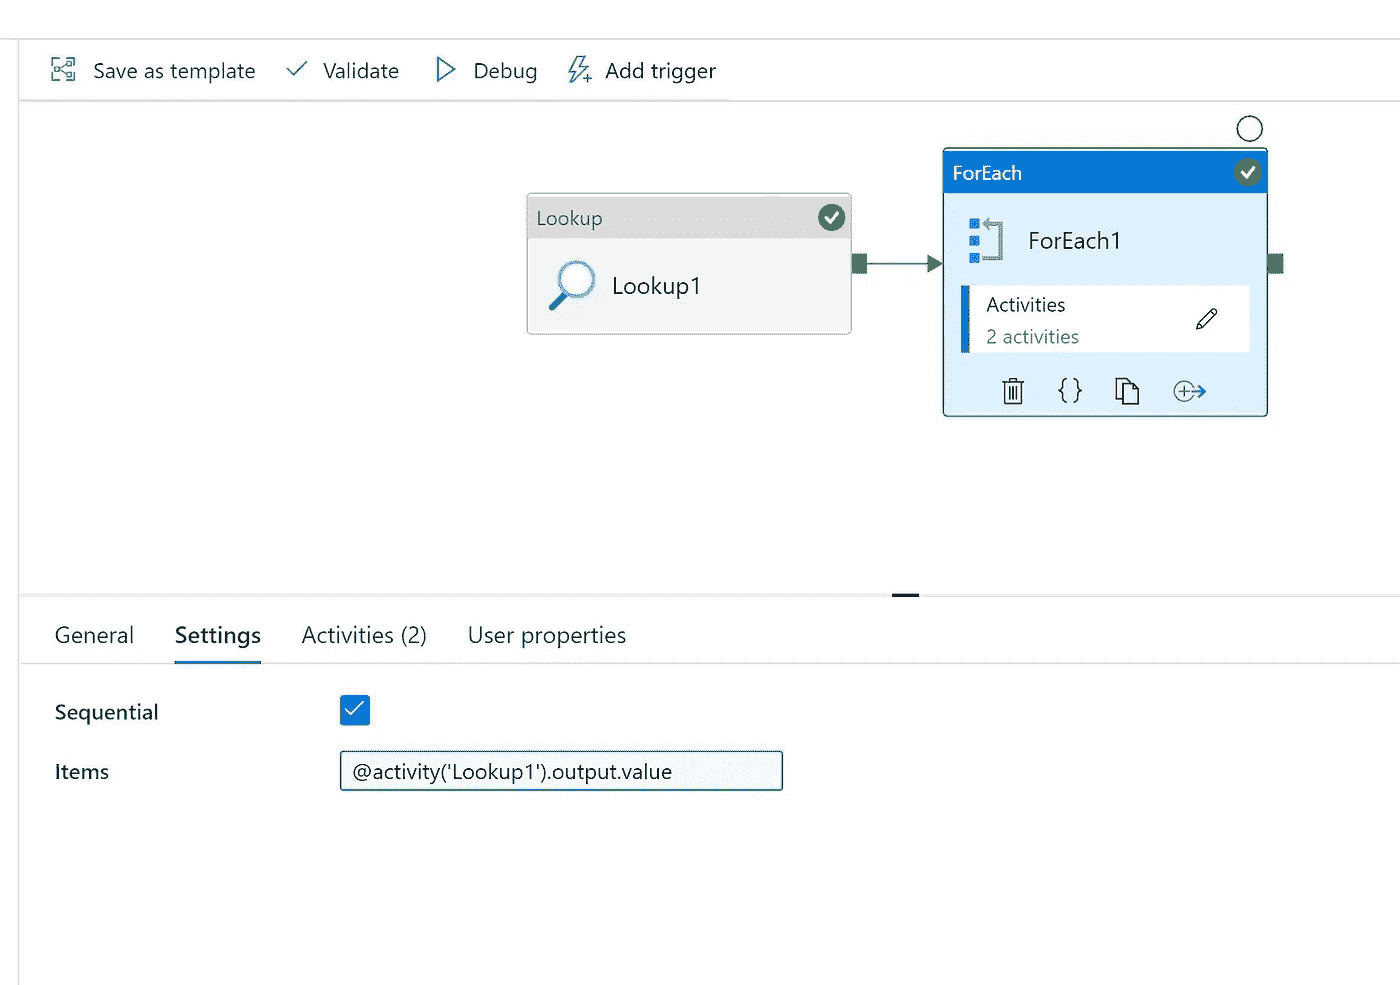 Save as template Validate Debug Add trigger
ForEach
Lookup
ForEach1
Lookup1
Activities
2 activities
General Settings Activities (2) User properties
Sequential
Items @activity('Lookup1').output.value